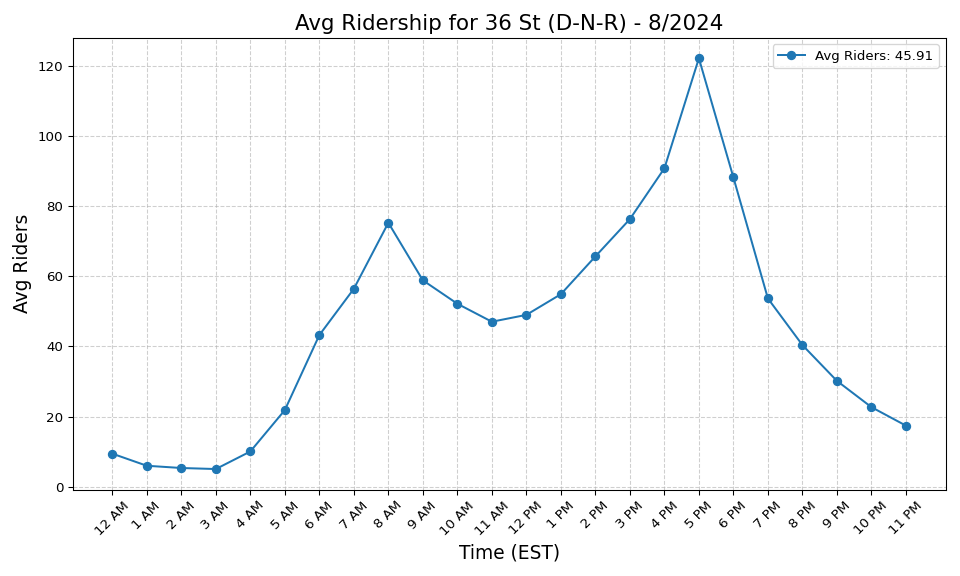 Avg Ridership for 36 St (D-N-R) - 8/2024
Avg Riders: 45.91
Avg Riders
120
100
80
60
40
20
0
12 AM
1 AM
2 AM
3 AM
4 AM
5 AM
6 AM
7 AM
8 AM
9 AM
10 AM
11 AM
12 PM
1 PM
2 PM
3 PM
4 PM
5 PM
6 PM
7 PM
8 PM
9 PM
10 PM
11 PM
Time (EST)